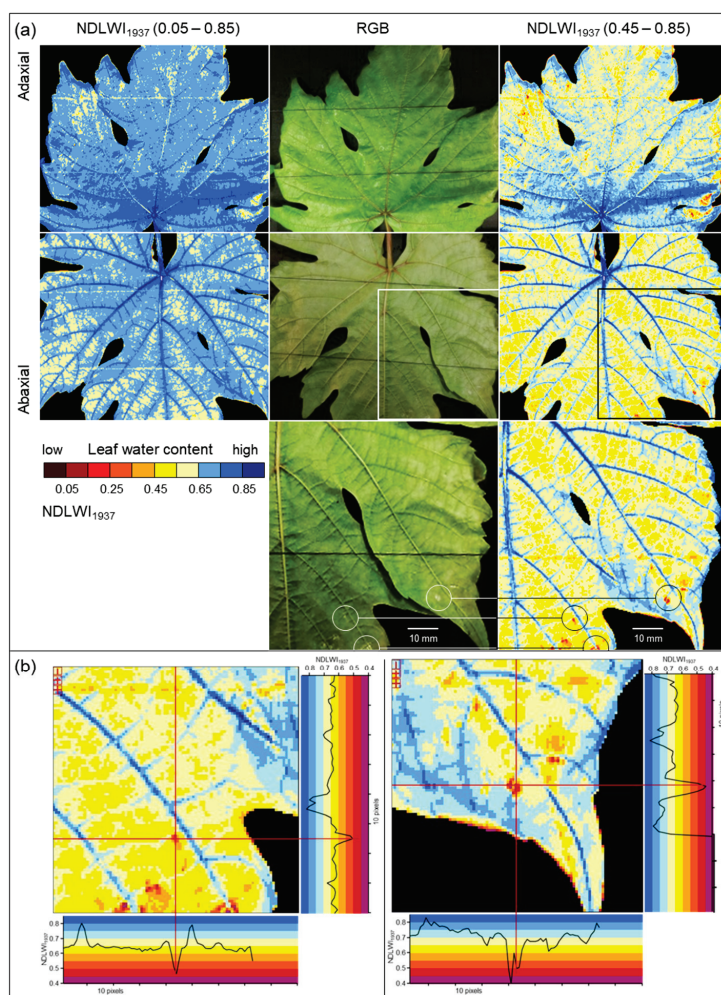 (a)
NDLWI1937 (0.05 – 0.85)
RGB
NDLWI1937 (0.45 – 0.85)
Adaxial
Abaxial
low Leaf water content high
0.05 0.25 0.45 0.65 0.85
NDLWI1937
10 mm
10 mm
(b)
NDLWI1937
0.8 0.7 0.6 0.5 0.4
10 pixels
NDLWI1937
0.8
0.7
0.6
0.5
0.4
10 pixels
NDLWI1937
0.8 0.7 0.6 0.5 0.4
10 pixels
NDLWI1937
0.8
0.7
0.6
0.5
0.4
10 pixels